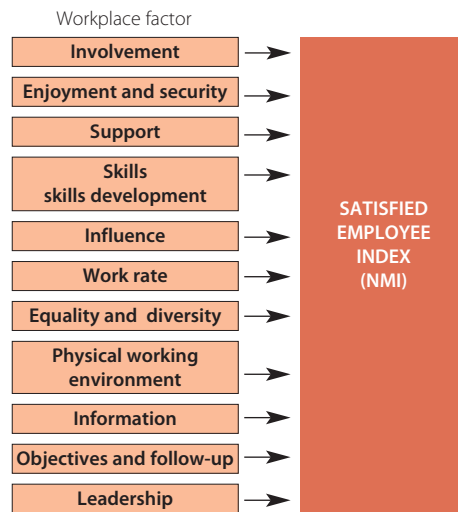 Workplace factor
Involvement
Enjoyment and security
Support
Skills
skills development
Influence
Work rate
Equality and diversity
Physical working
environment
Information
Objectives and follow-up
Leadership
SATISFIED
EMPLOYEE
INDEX
(NMI)